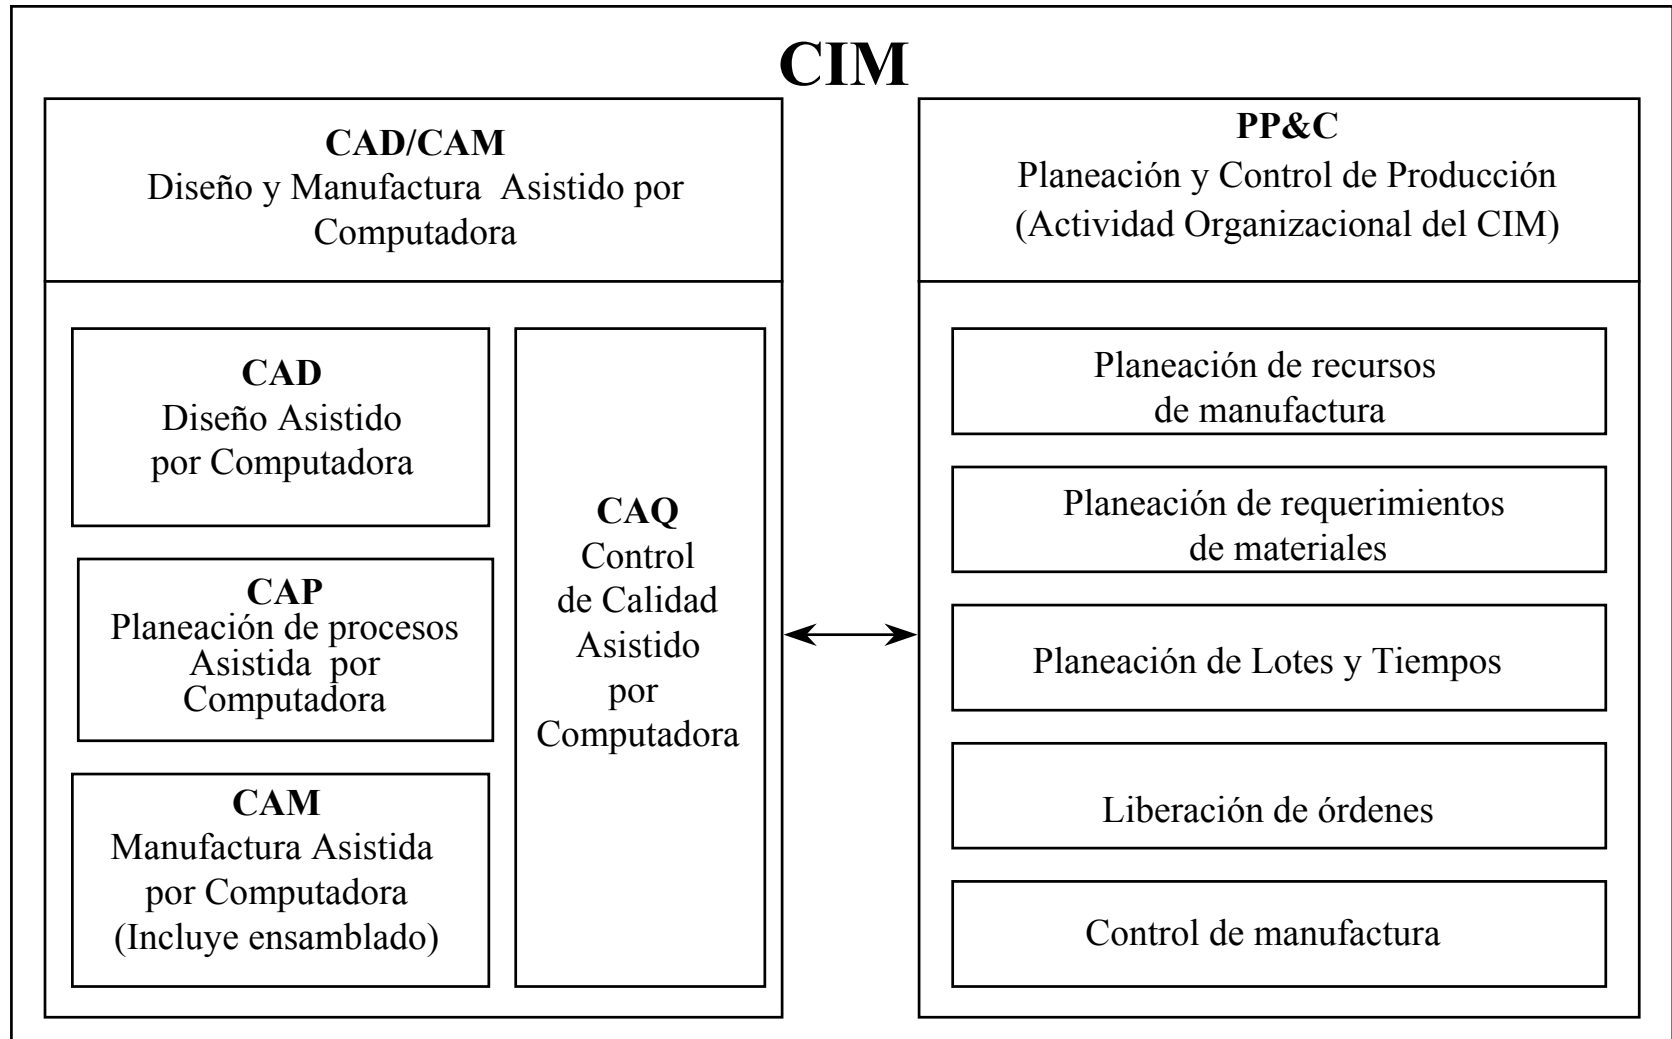 CIM
CAD/CAM
Diseño y Manufactura  Asistido por
Computadora
CAD
Diseño Asistido
por Computadora
CAP
Planeación de procesos
Asistida  por
Computadora
CAM
Manufactura Asistida
por Computadora
(Incluye ensamblado)
CAQ
Control
de Calidad
Asistido
por
Computadora
PP&C
Planeación y Control de Producción
(Actividad Organizacional del CIM)
Planeación de recursos
de manufactura
Planeación de requerimientos
de materiales
Planeación de Lotes y Tiempos
Liberación de órdenes
Control de manufactura